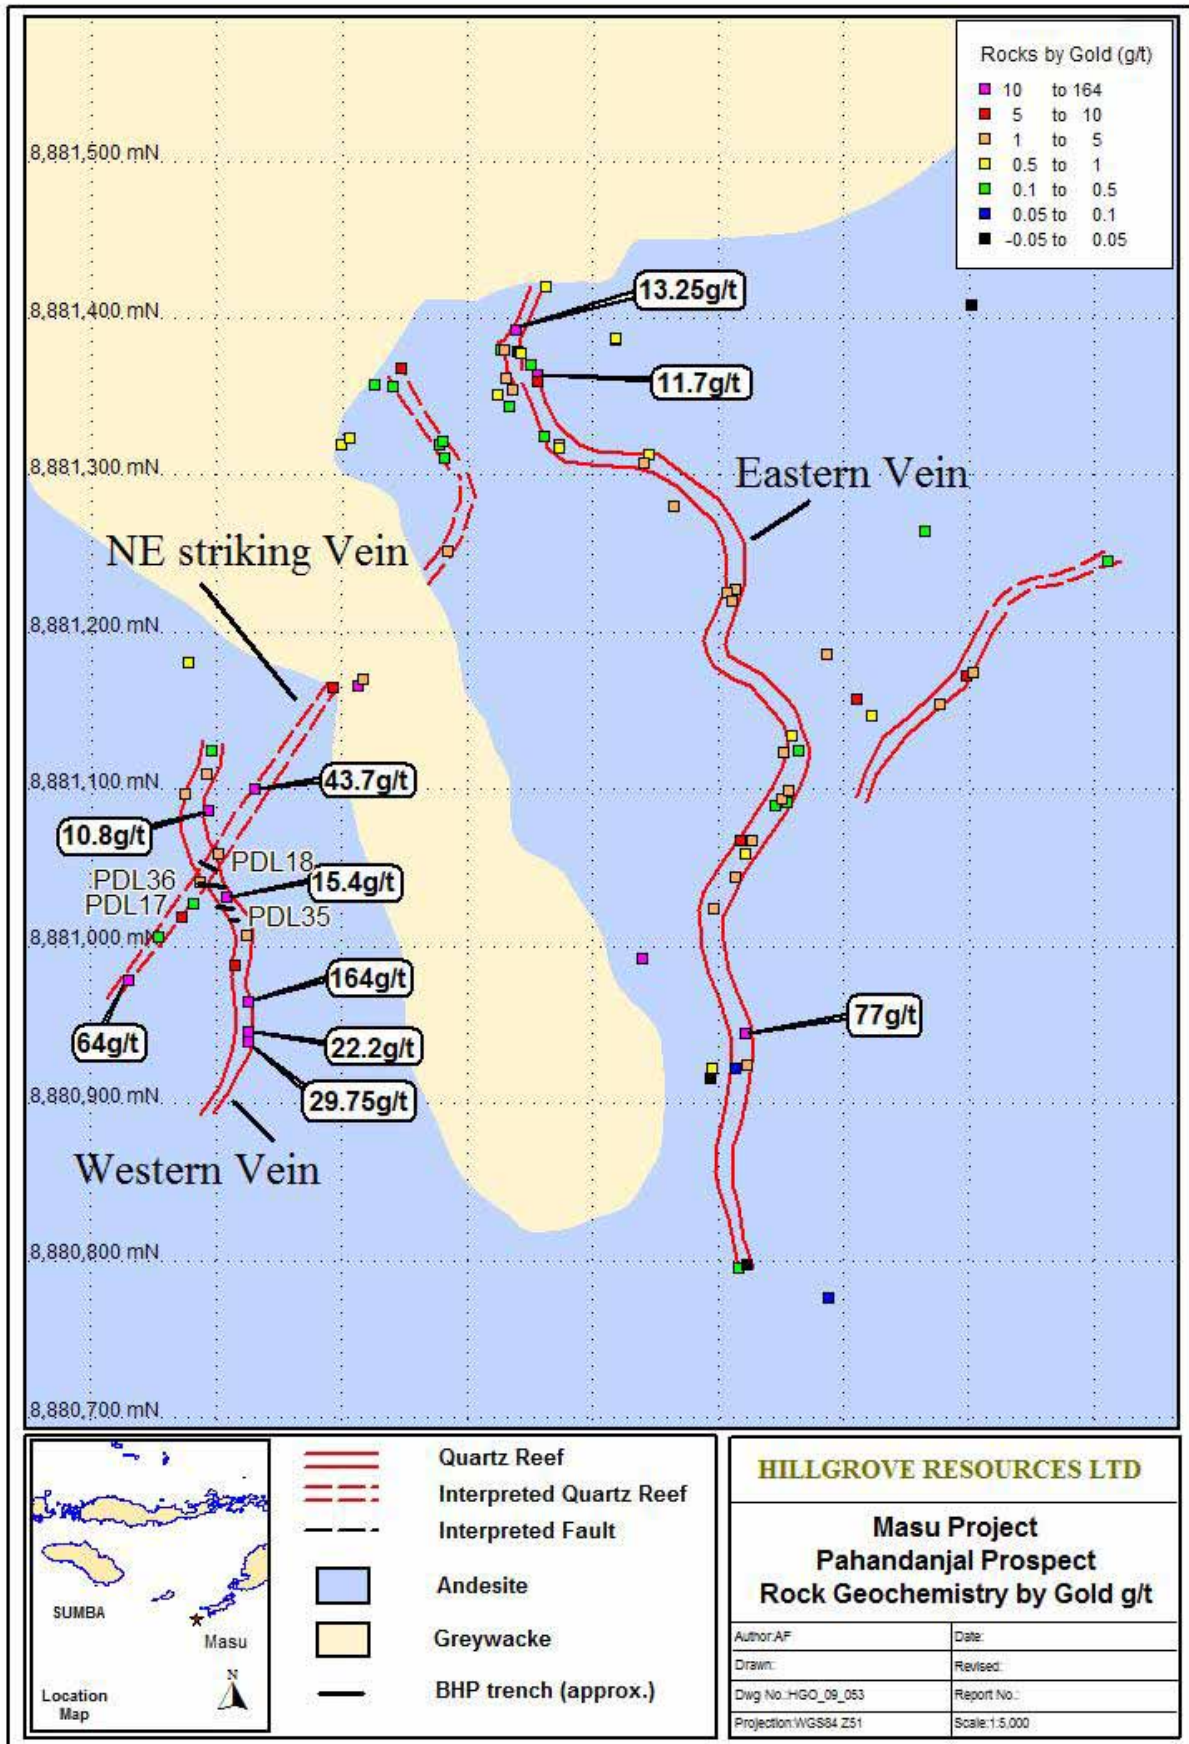 Rocks by Gold (g/t)
10 to 164
5 to 10
1 to 5
0.5 to 1
0.1 to 0.5
0.05 to 0.1
-0.05 to 0.05
8,881,500 mN
8,881,400 mN
13.25g/t
11.7g/t
8,881,300 mN
Eastern Vein
NE striking Vein
8,881,200 mN
8,881,100 mN
43.7g/t
10.8g/t
PDL18
PDL36
15.4g/t
PDL17
PDL35
8,881,000 mN
164g/t
77g/t
64g/t
22.2g/t
29.75g/t
8,880,900 mN
Western Vein
8,880,800 mN
8,880,700 mN
SUMBA
Masu
N
Location
Map
Quartz Reef
Interpreted Quartz Reef
Interpreted Fault
Andesite
Greywacke
BHP trench (approx.)
HILLGROVE RESOURCES LTD
Masu Project
Pahandanjal Prospect
Rock Geochemistry by Gold g/t
Author:AF Date:
Drawn: Revised:
Dwg No.:HGO_09_053 Report No.:
Projection:WGS84 Z51 Scale:1:5,000